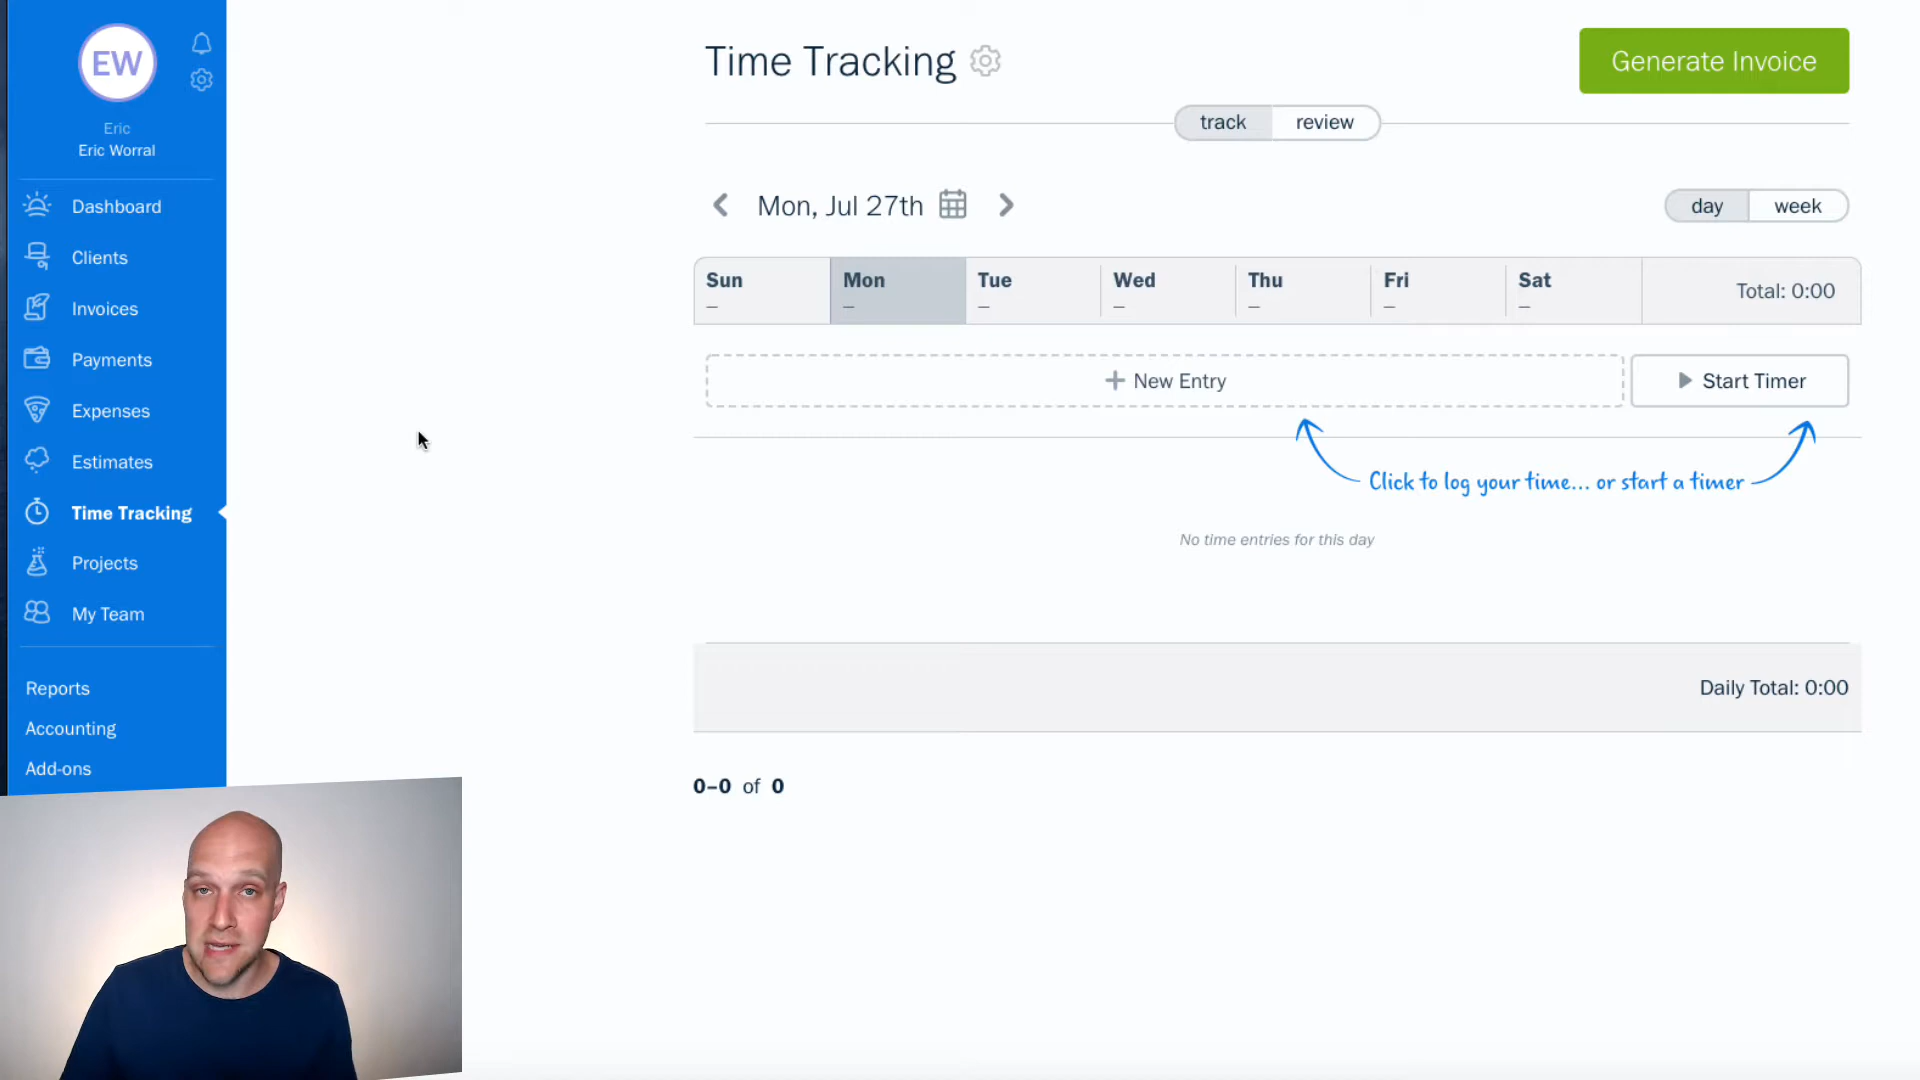 EW
Eric
Eric Worral
Dashboard
Clients
Invoices
Payments
Expenses
Estimates
Time Tracking
Projects
My Team
Reports
Accounting
Add-ons
Time Tracking
Generate Invoice
track
review
Mon, Jul 27th
day
week
Sun
–
Mon
–
Tue
–
Wed
–
Thu
–
Fri
–
Sat
–
Total: 0:00
+ New Entry
Start Timer
Click to log your time... or start a timer
No time entries for this day
Daily Total: 0:00
0–0 of 0